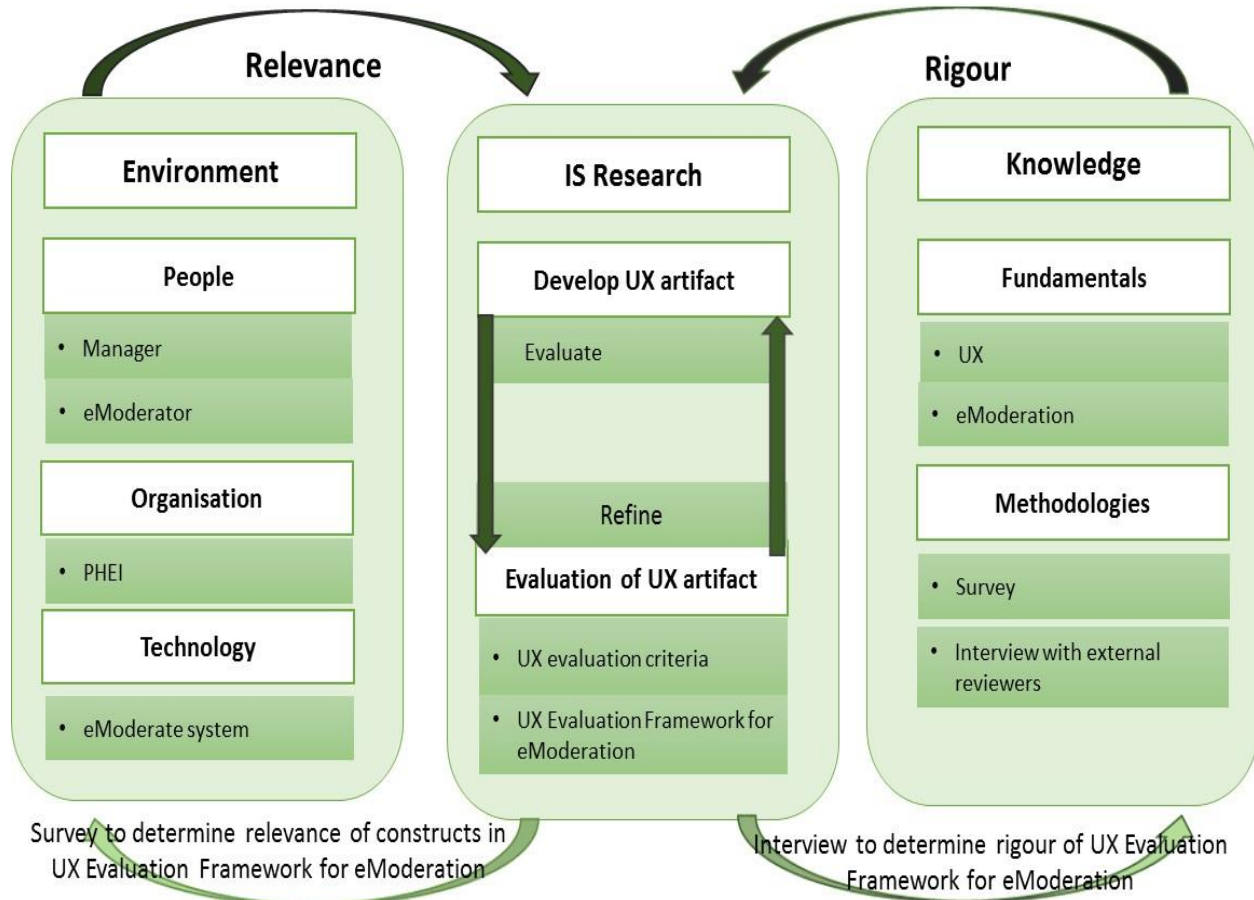 Relevance
Rigour
Environment
People
• Manager
• eModerator
Organisation
• PHEI
Technology
• eModerate system
IS Research
Develop UX artifact
Evaluate
Refine
Evaluation of UX artifact
• UX evaluation criteria
• UX Evaluation Framework for
eModeration
Knowledge
Fundamentals
• UX
• eModeration
Methodologies
• Survey
• Interview with external
reviewers
Survey to determine relevance of constructs in
UX Evaluation Framework for eModeration
Interview to determine rigour of UX Evaluation
Framework for eModeration